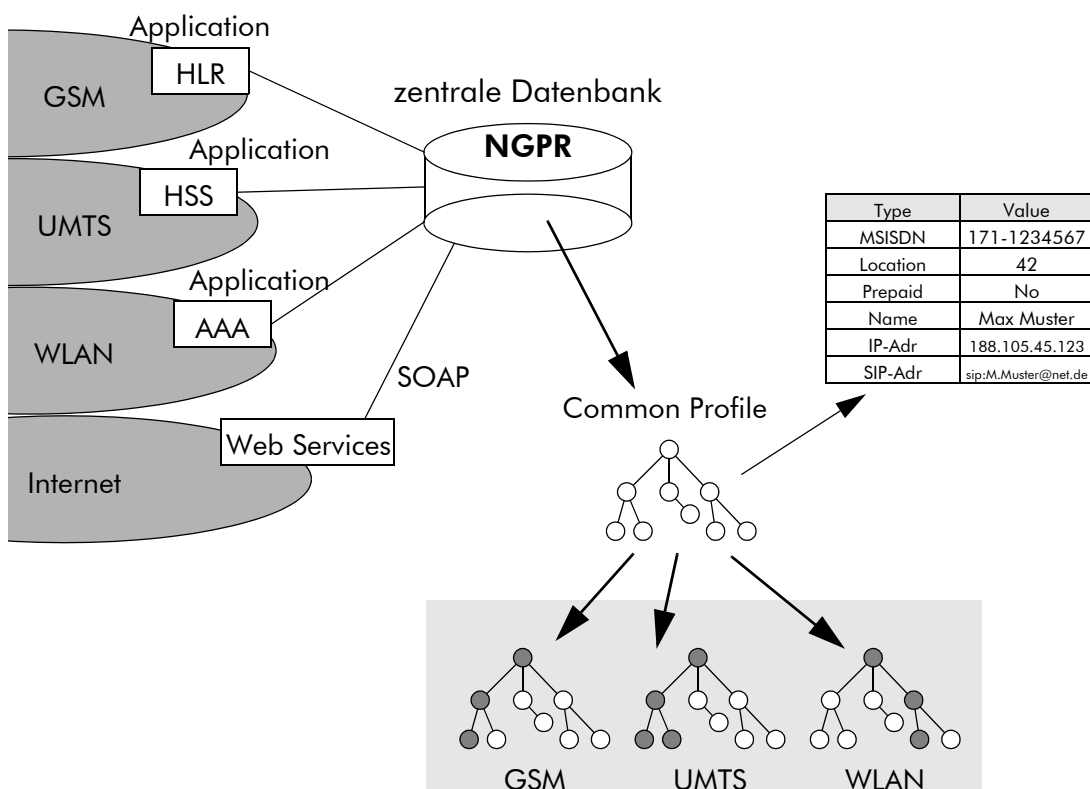 Application
HLR
GSM
zentrale Datenbank
NGPR
Application
HSS
UMTS
Application
AAA
WLAN
SOAP
Web Services
Internet
Type Value
MSISDN 171-1234567
Location 42
Prepaid No
Name Max Muster
IP-Adr 188.105.45.123
SIP-Adr sip:M.Muster@net.de
Common Profile
GSM UMTS WLAN